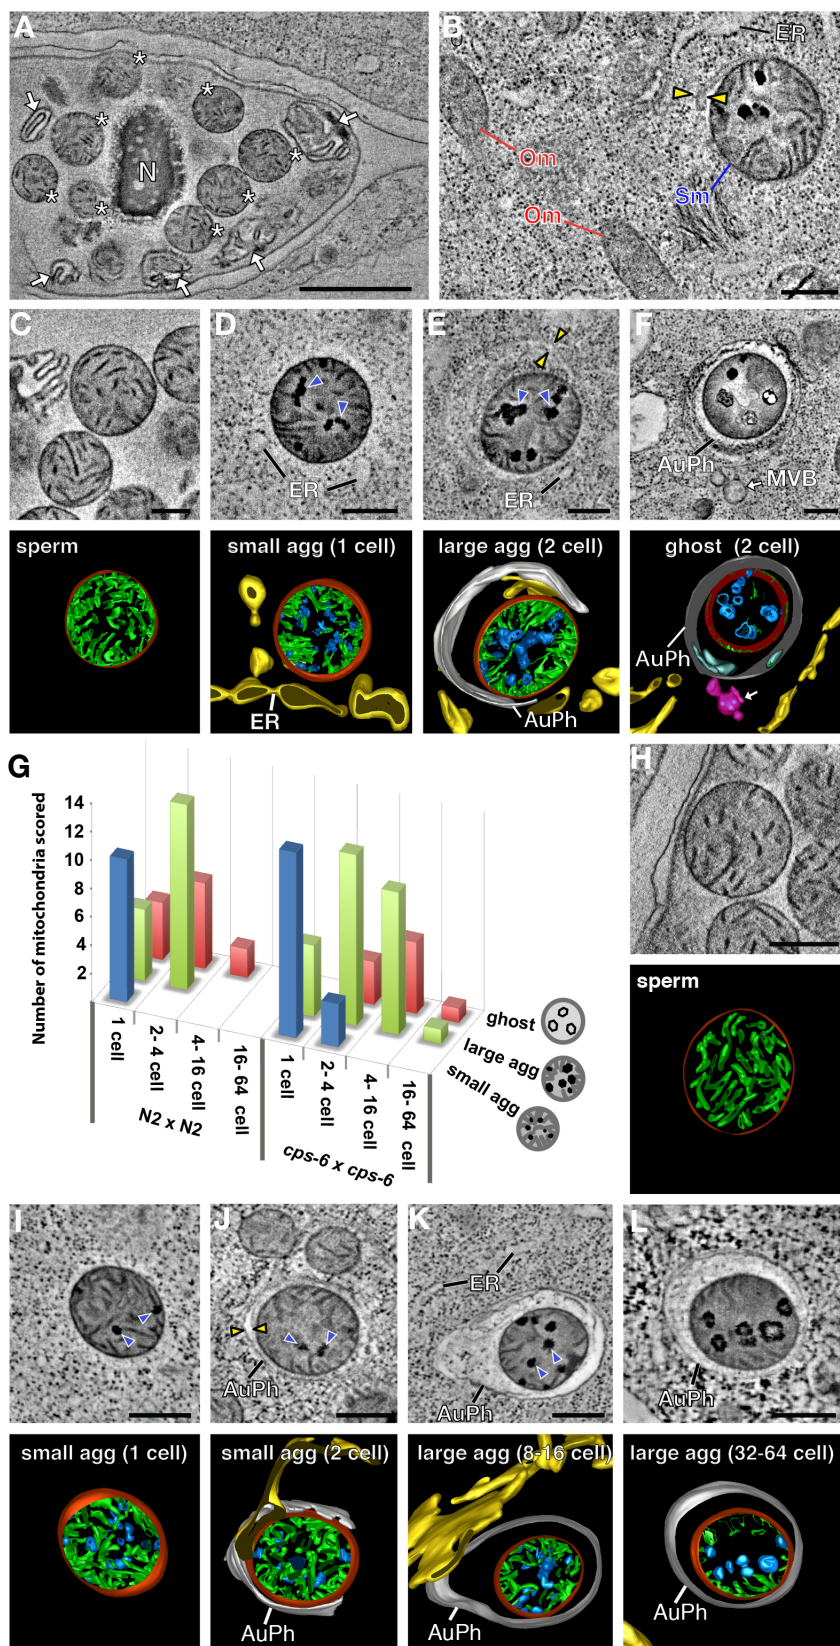 A
*
*
*
N
*
*
*
*
*
B
ER
Om
Sm
Om
C
D
ER
E
ER
F
AuPh
MVB
sperm
small agg (1 cell)
ER
large agg (2 cell)
AuPh
ghost (2 cell)
AuPh
G
Number of mitochondria scored
14
12
10
8
6
4
2
1 cell
2- 4 cell
4- 16 cell
16- 64 cell
1 cell
2- 4 cell
4- 16 cell
16- 64 cell
N2 x N2
cps-6 x cps-6
ghost
large agg
small agg
H
sperm
I
J
AuPh
K
ER
AuPh
L
AuPh
small agg (1 cell)
small agg (2 cell)
AuPh
large agg (8-16 cell)
AuPh
large agg (32-64 cell)
AuPh